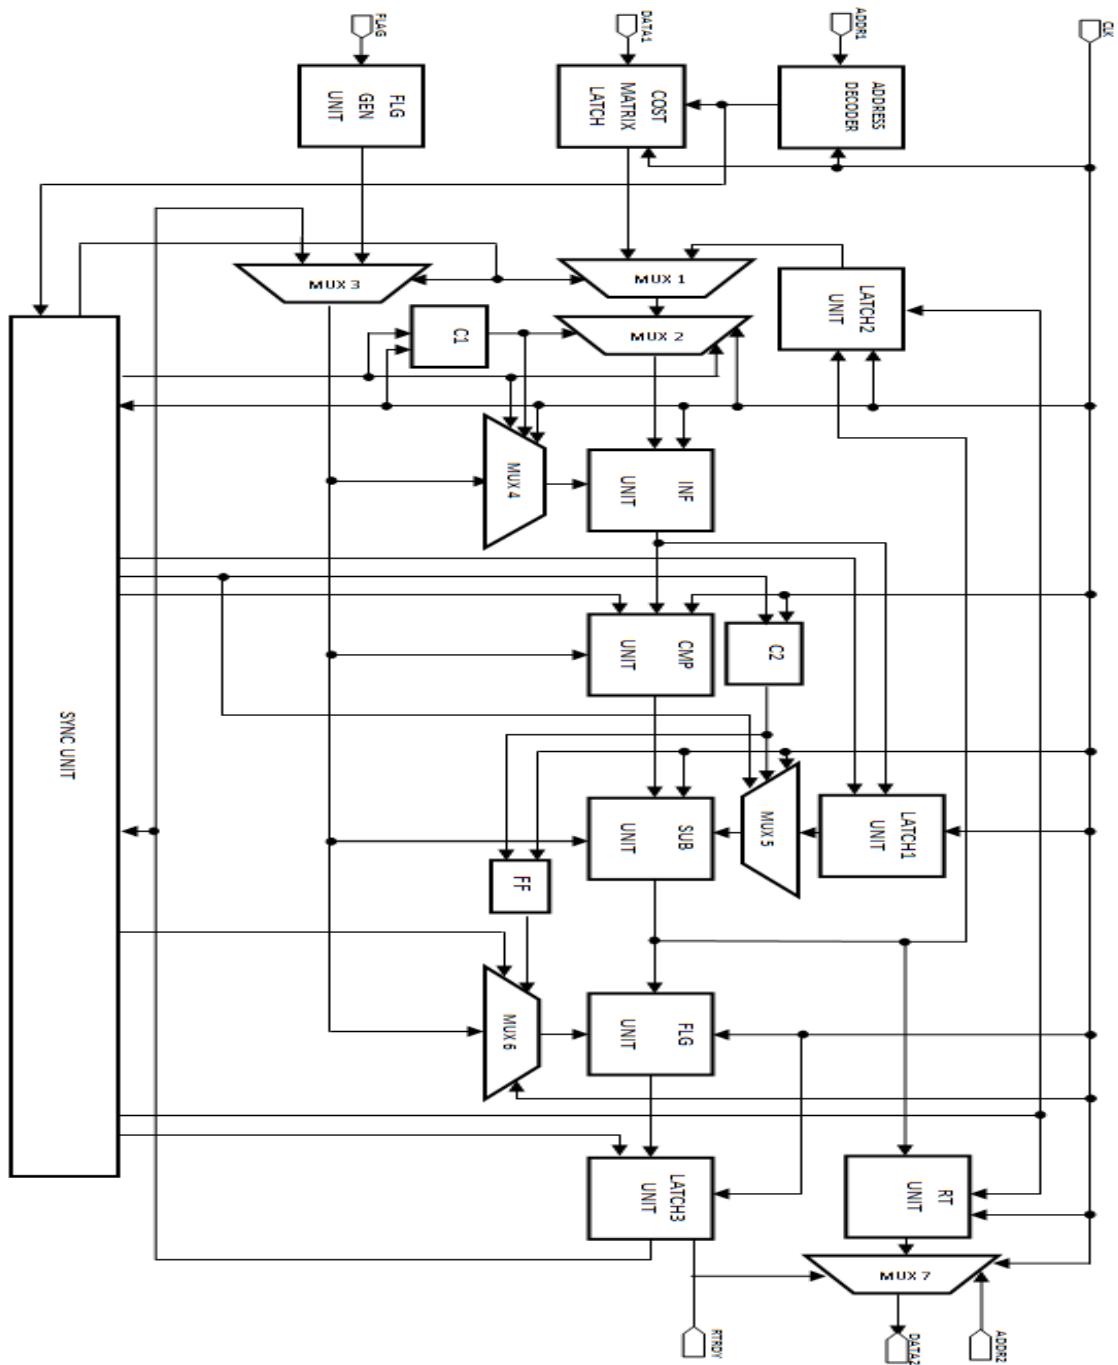 FLAG
DATA1
ADDR1
CLK
FLG
GEN
UNIT
COST
MATRIX
LATCH
ADDRESS
DECODER
MUX 3
MUX 1
MUX 2
LATCH2
UNIT
C1
MUX 4
INF
UNIT
CMP
UNIT
C2
SYNC UNIT
SUB
UNIT
MUX 5
LATCH1
UNIT
FF
MUX 6
FLG
UNIT
LATCH3
UNIT
RT
UNIT
MUX 7
RTRDY
DATA2
ADDR2